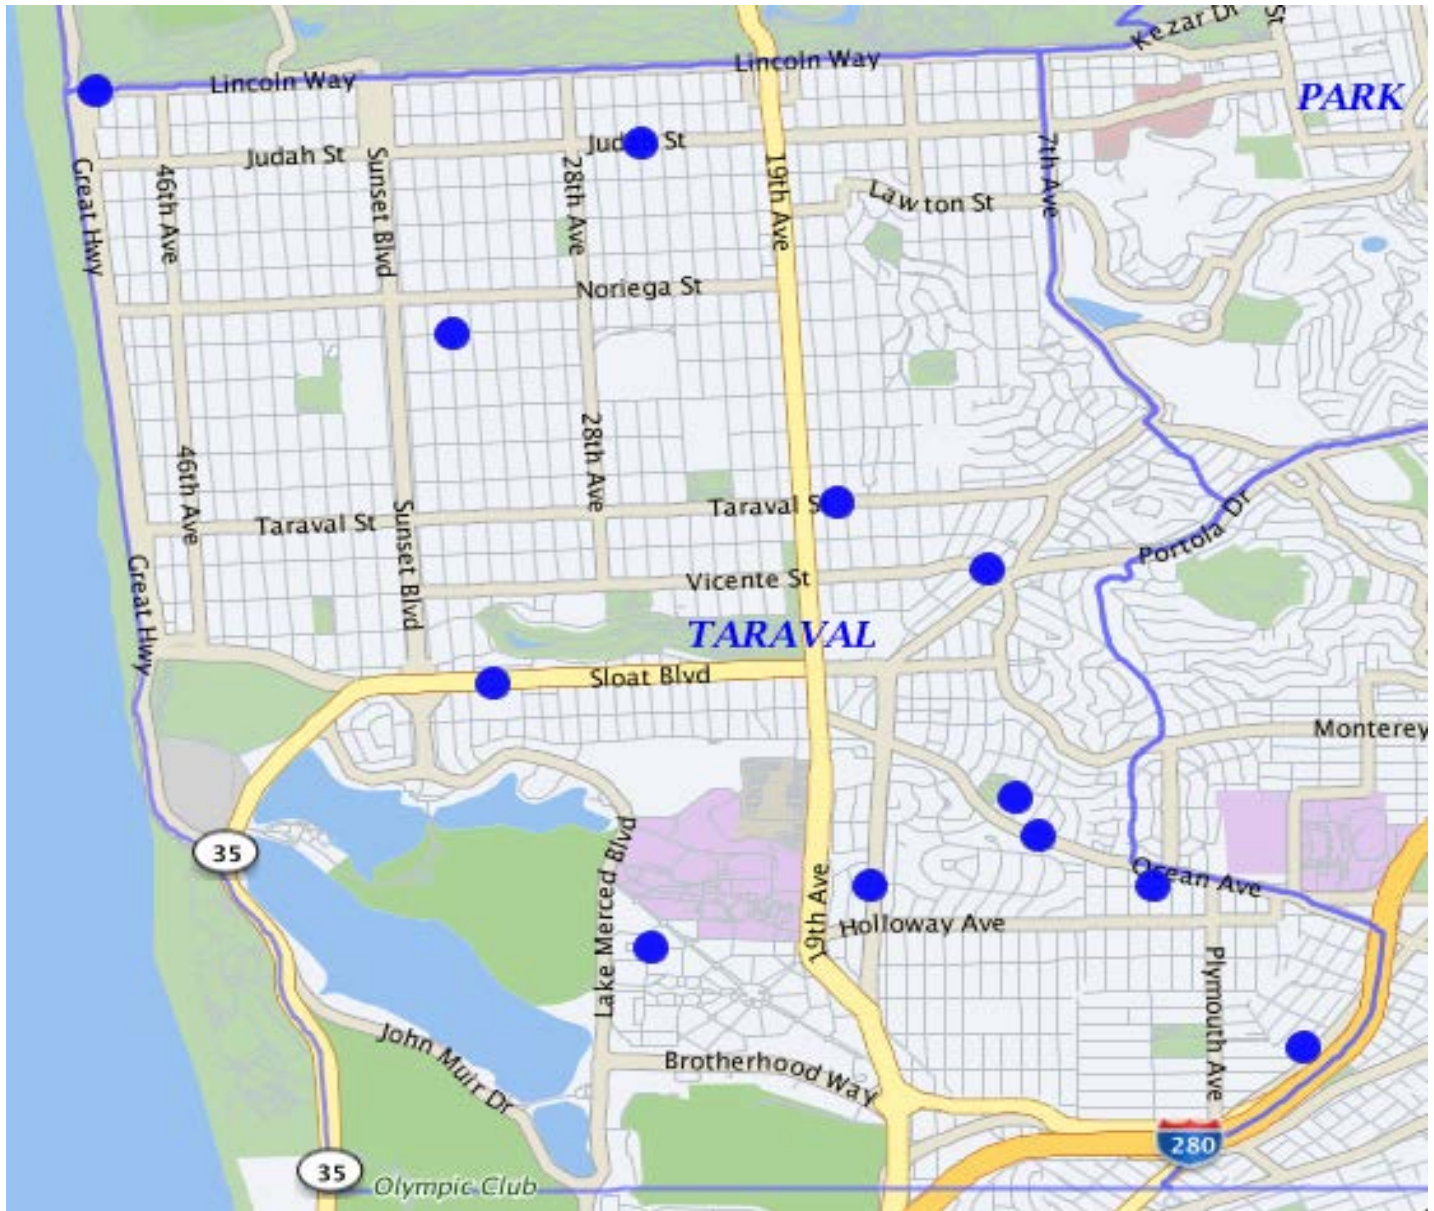 Kezar Dr
St
Lincoln Way
Lincoln Way
PARK
Judah St
Judah St
Great Hwy
46th Ave
Sunset Blvd
28th Ave
19th Ave
7th Ave
Lawton St
Noriega St
28th Ave
46th Ave
Taraval St
Taraval S
Sunset Blvd
Portola Dr
Great Hwy
Vicente St
TARAVAL
Sloat Blvd
Monterey
35
Lake Merced Blvd
19th Ave
Ocean Ave
Holloway Ave
Plymouth Ave
John Muir Dr
Brotherhood Way
280
35
Olympic Club